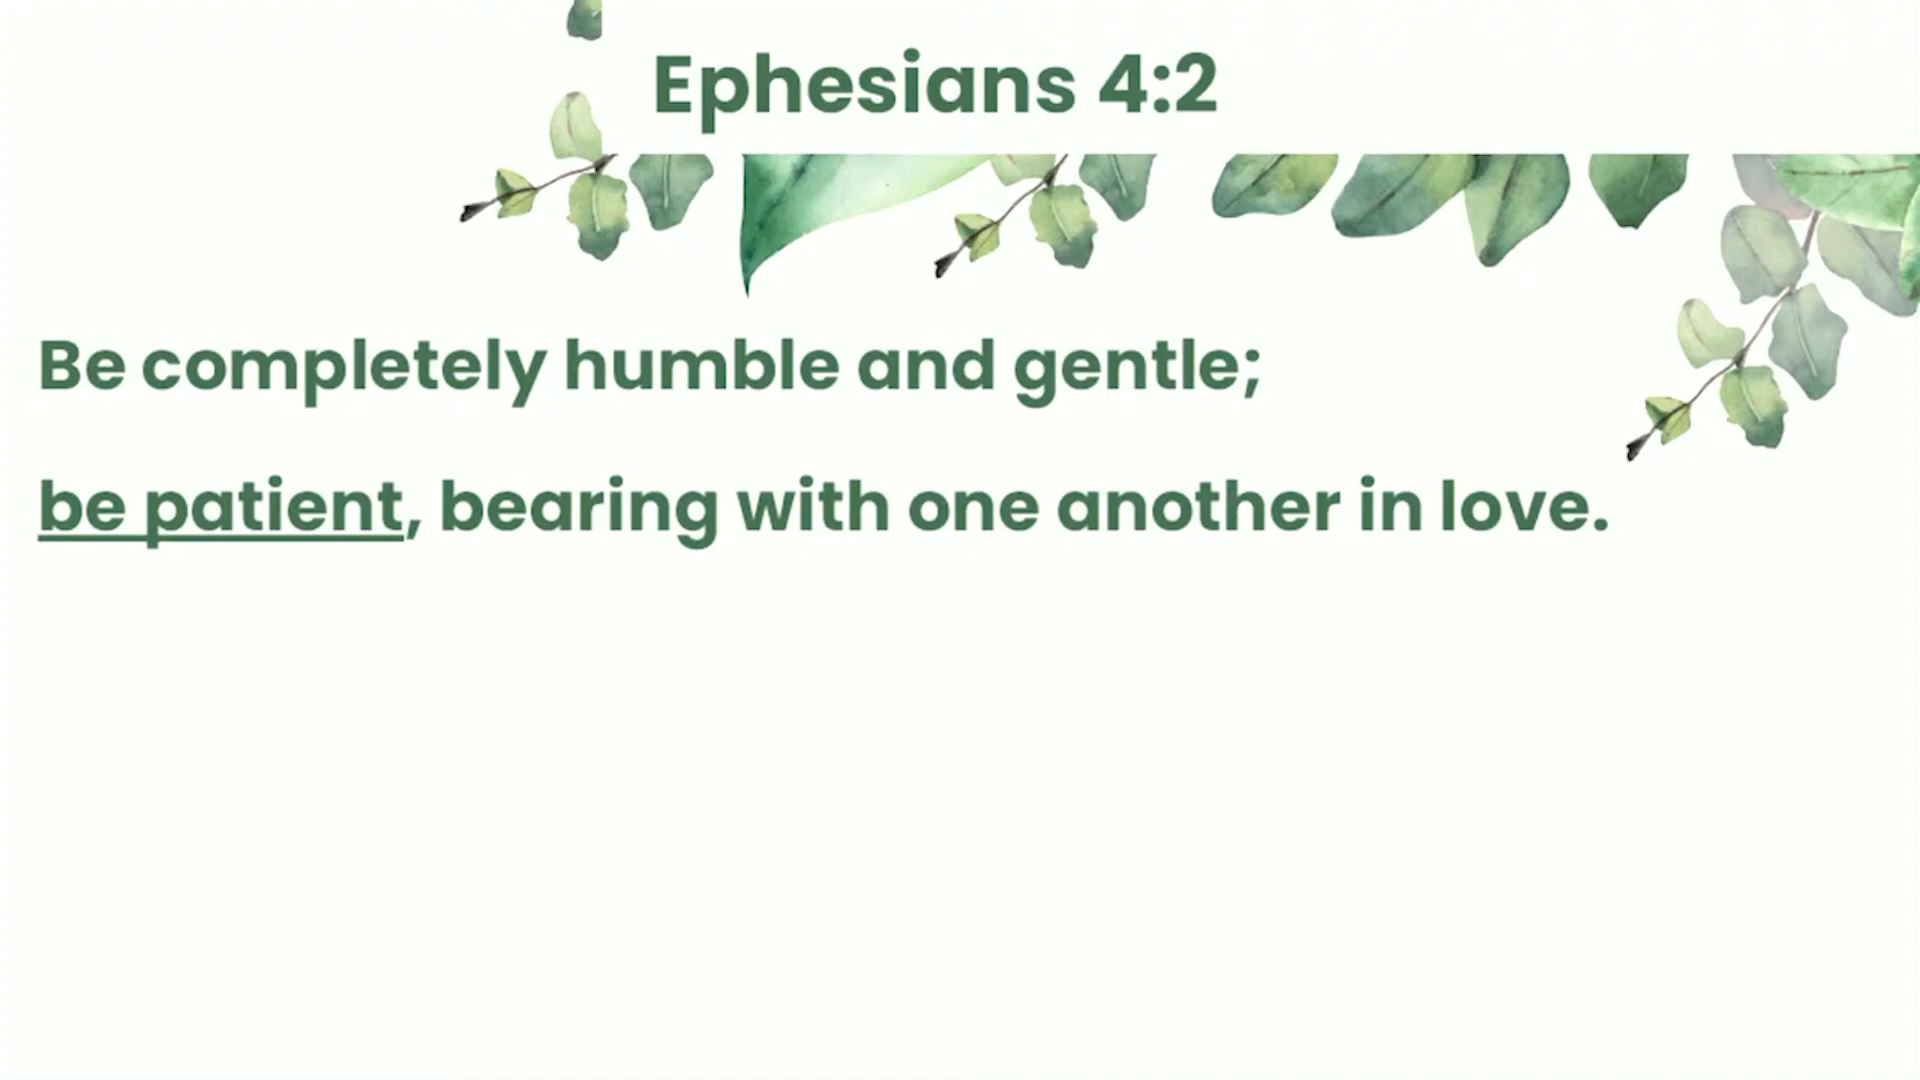 Ephesians 4:2
Be completely humble and gentle;
be patient, bearing with one another in love.